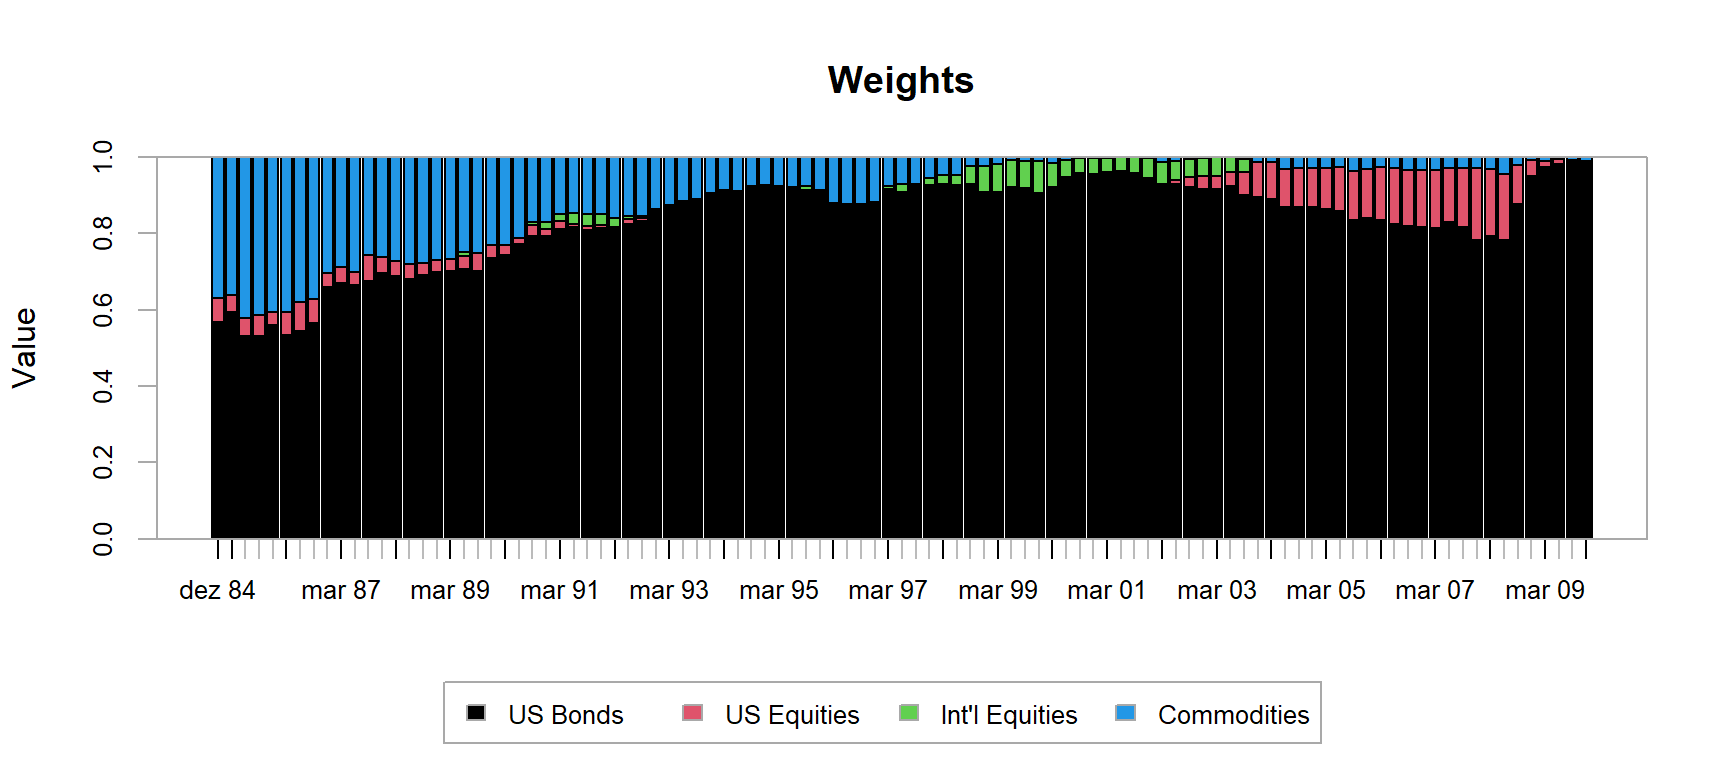 Weights
Value
1.0
0.8
0.6
0.4
0.2
0.0
dez 84 mar 87 mar 89 mar 91 mar 93 mar 95 mar 97 mar 99 mar 01 mar 03 mar 05 mar 07 mar 09
US Bonds US Equities Int'l Equities Commodities